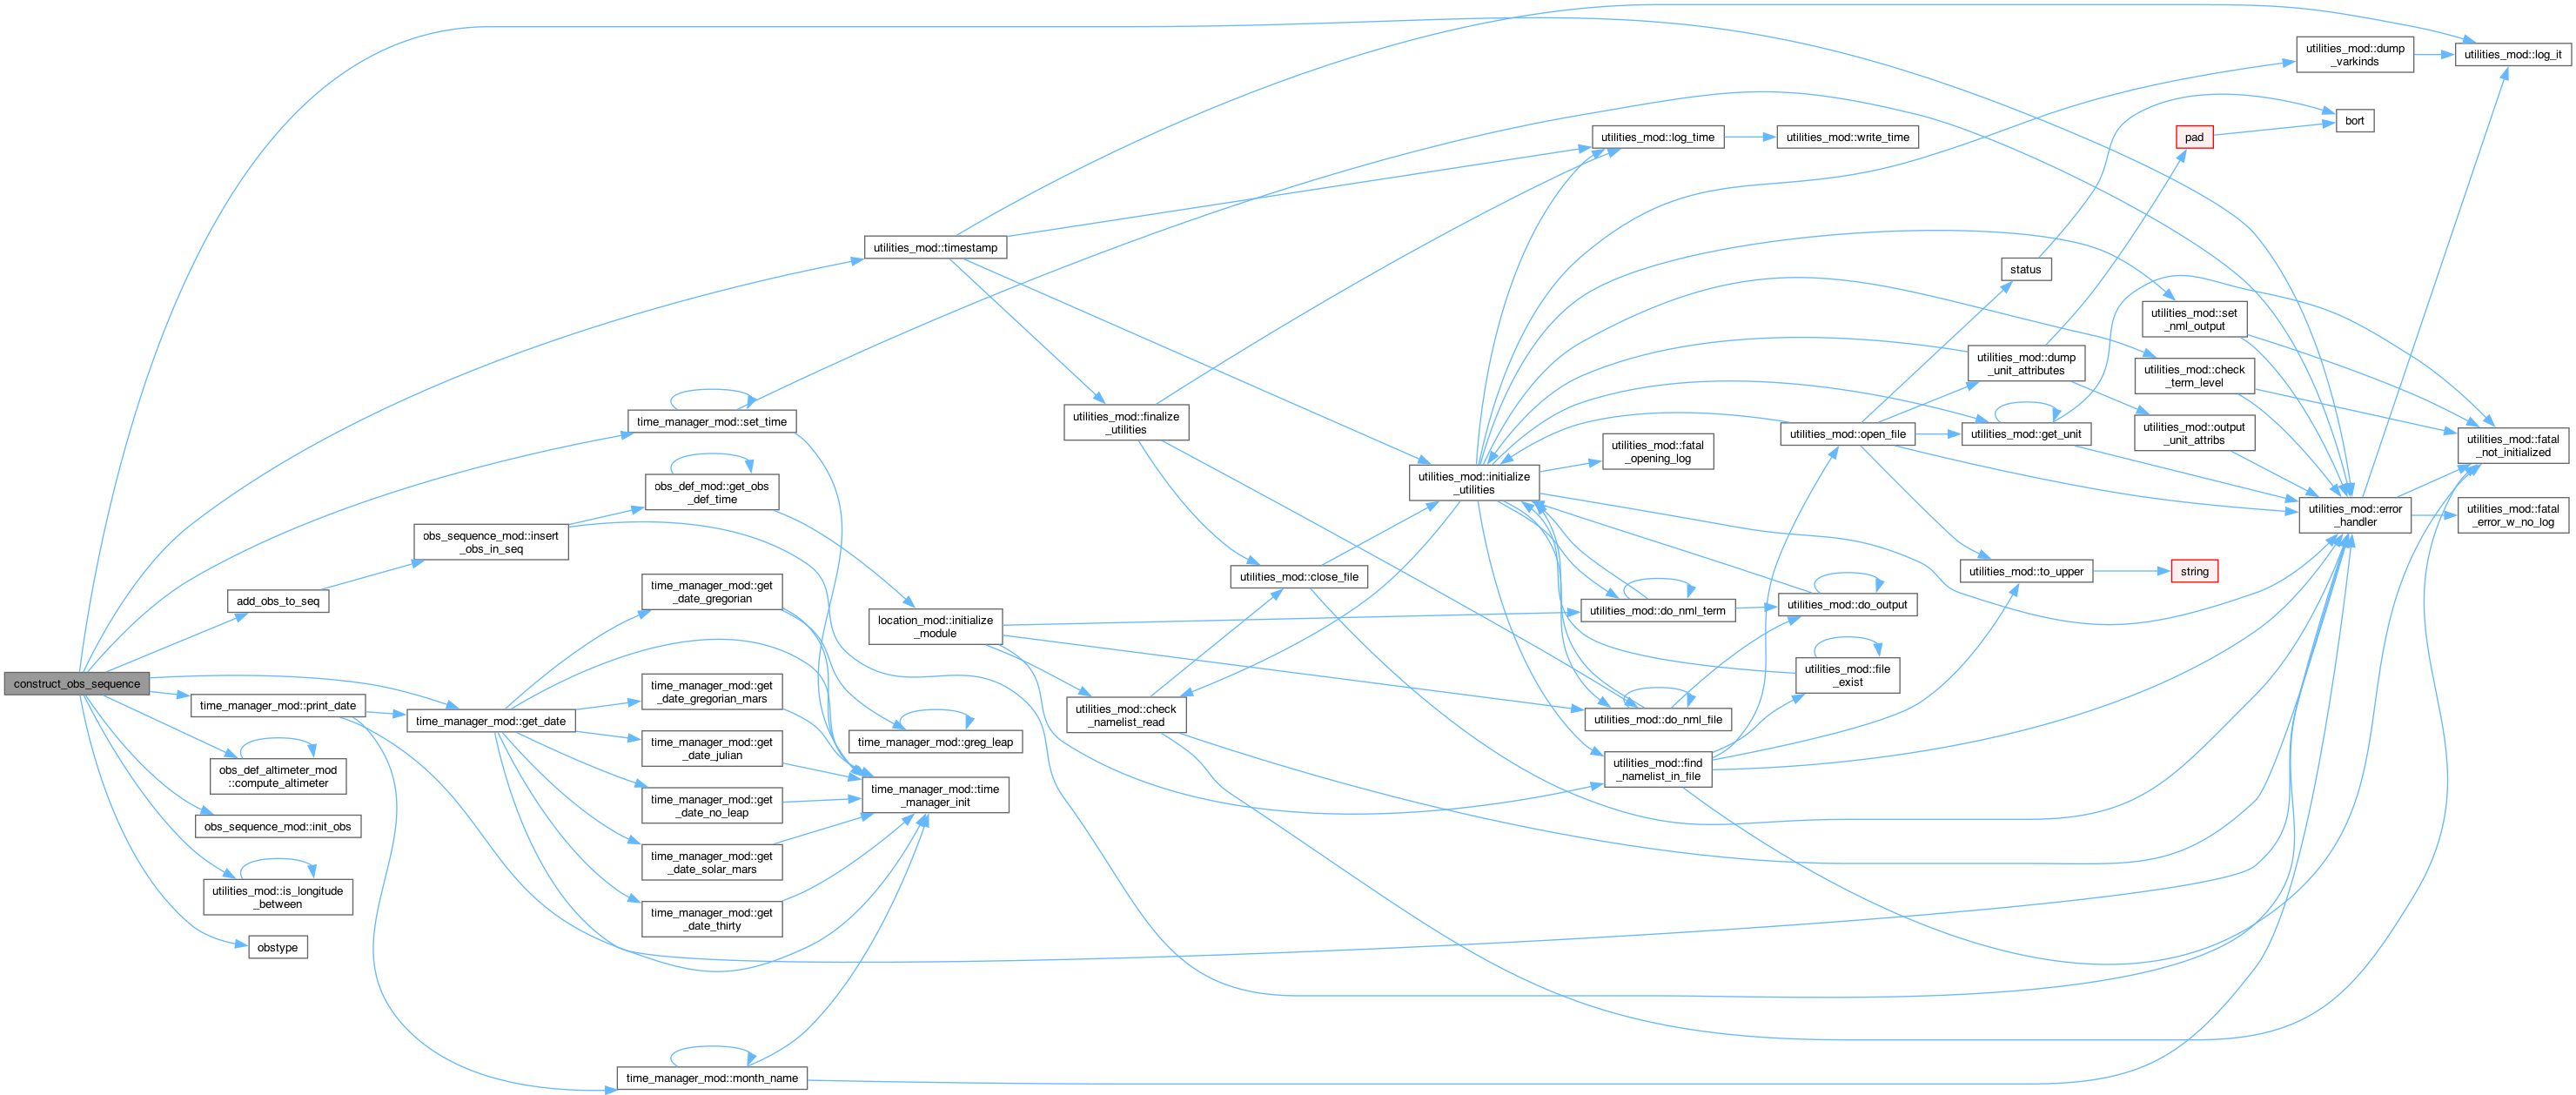 utilities_mod::dump
_varkinds
utilities_mod::log_it
bort
pad
utilities_mod::log_time
utilities_mod::write_time
utilities_mod::timestamp
status
utilities_mod::set
_nml_output
utilities_mod::dump
_unit_attributes
utilities_mod::check
_term_level
time_manager_mod::set_time
utilities_mod::finalize
_utilities
utilities_mod::open_file
utilities_mod::get_unit
utilities_mod::output
_unit_attribs
utilities_mod::fatal
_not_initialized
utilities_mod::fatal
_opening_log
obs_def_mod::get_obs
_def_time
utilities_mod::initialize
_utilities
utilities_mod::error
_handler
utilities_mod::fatal
_error_w_no_log
obs_sequence_mod::insert
_obs_in_seq
utilities_mod::to_upper
string
utilities_mod::close_file
time_manager_mod::get
_date_gregorian
add_obs_to_seq
location_mod::initialize
_module
utilities_mod::do_nml_term
utilities_mod::do_output
construct_obs_sequence
time_manager_mod::get
_date_gregorian_mars
utilities_mod::file
_exist
time_manager_mod::print_date
time_manager_mod::get_date
utilities_mod::check
_namelist_read
utilities_mod::do_nml_file
time_manager_mod::get
_date_julian
time_manager_mod::greg_leap
obs_def_altimeter_mod
::compute_altimeter
utilities_mod::find
_namelist_in_file
time_manager_mod::time
_manager_init
time_manager_mod::get
_date_no_leap
obs_sequence_mod::init_obs
time_manager_mod::get
_date_solar_mars
utilities_mod::is_longitude
_between
time_manager_mod::get
_date_thirty
obstype
time_manager_mod::month_name